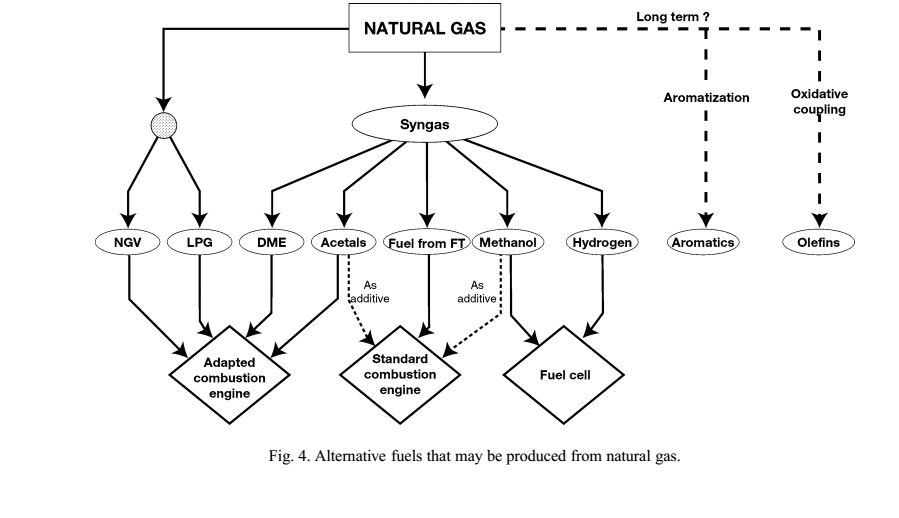 Long term ?
NATURAL GAS
Aromatization
Oxidative
coupling
Syngas
NGV
LPG
DME
Acetals
Fuel from FT
Methanol
Hydrogen
Aromatics
Olefins
As
additive
As
additive
Adapted
combustion
engine
Standard
combustion
engine
Fuel cell
Fig. 4. Alternative fuels that may be produced from natural gas.